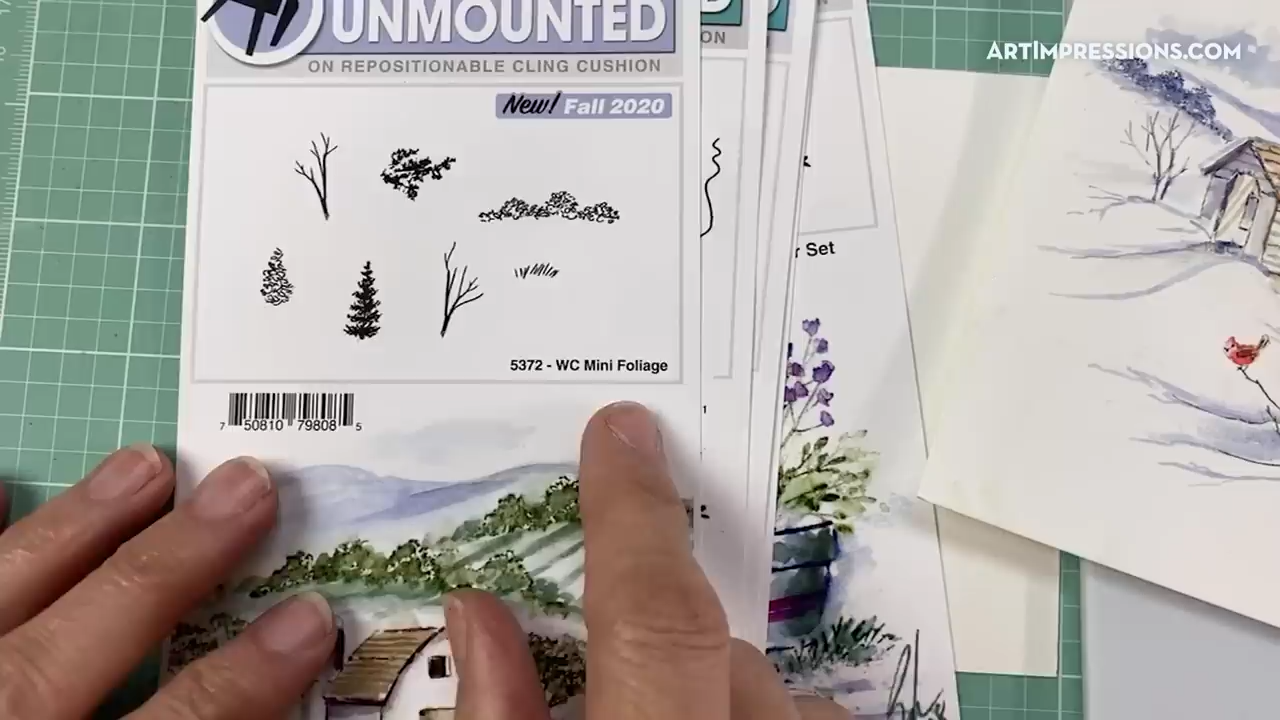 UNMOUNTED
ON REPOSITIONABLE CLING CUSHION
New! Fall 2020
5372 - WC Mini Foliage
7 50810 79808 5
D
ON
r Set
ARTIMPRESSIONS.COM